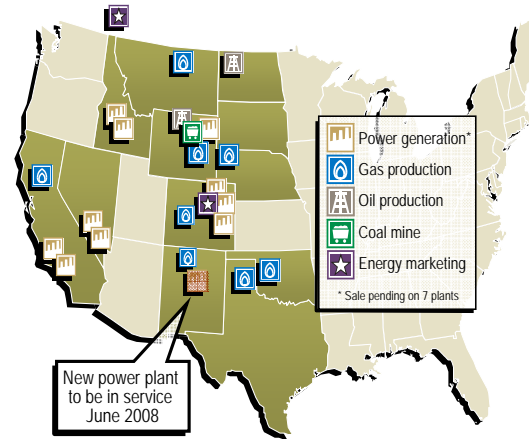 Power generation*
Gas production
Oil production
Coal mine
Energy marketing
* Sale pending on 7 plants
New power plant
to be in service
June 2008